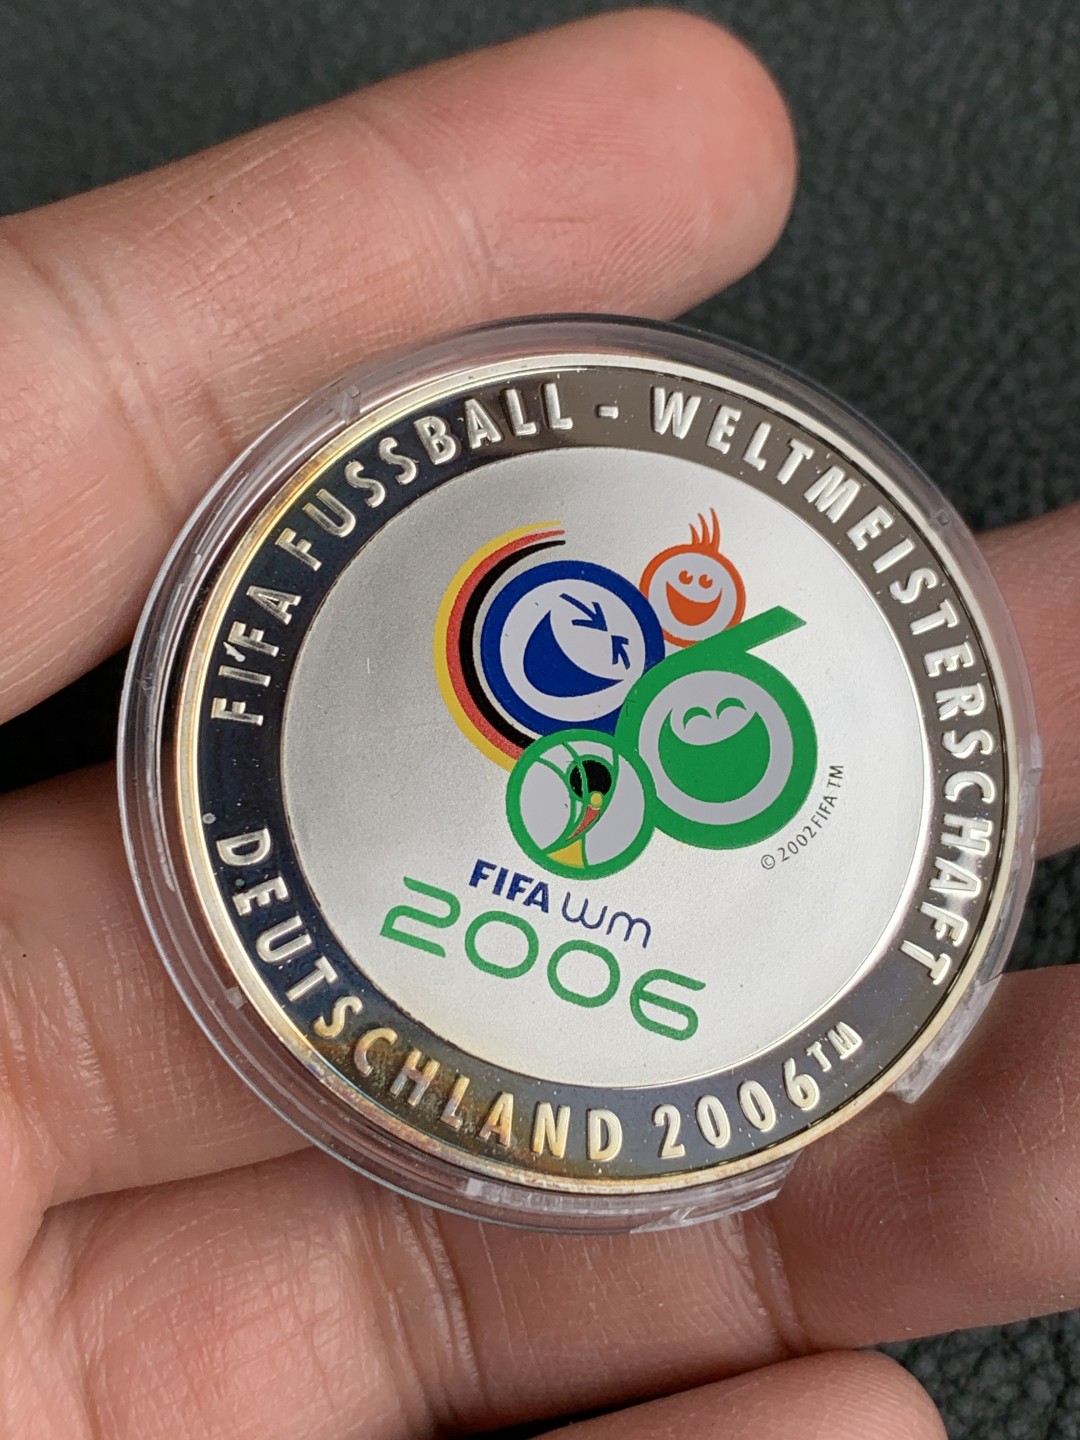 FIFA FUSSBALL - WELTMEISTERSCHAFT
DEUTSCHLAND 2006™
© 2002 FIFA TM
FIFA WM
2006